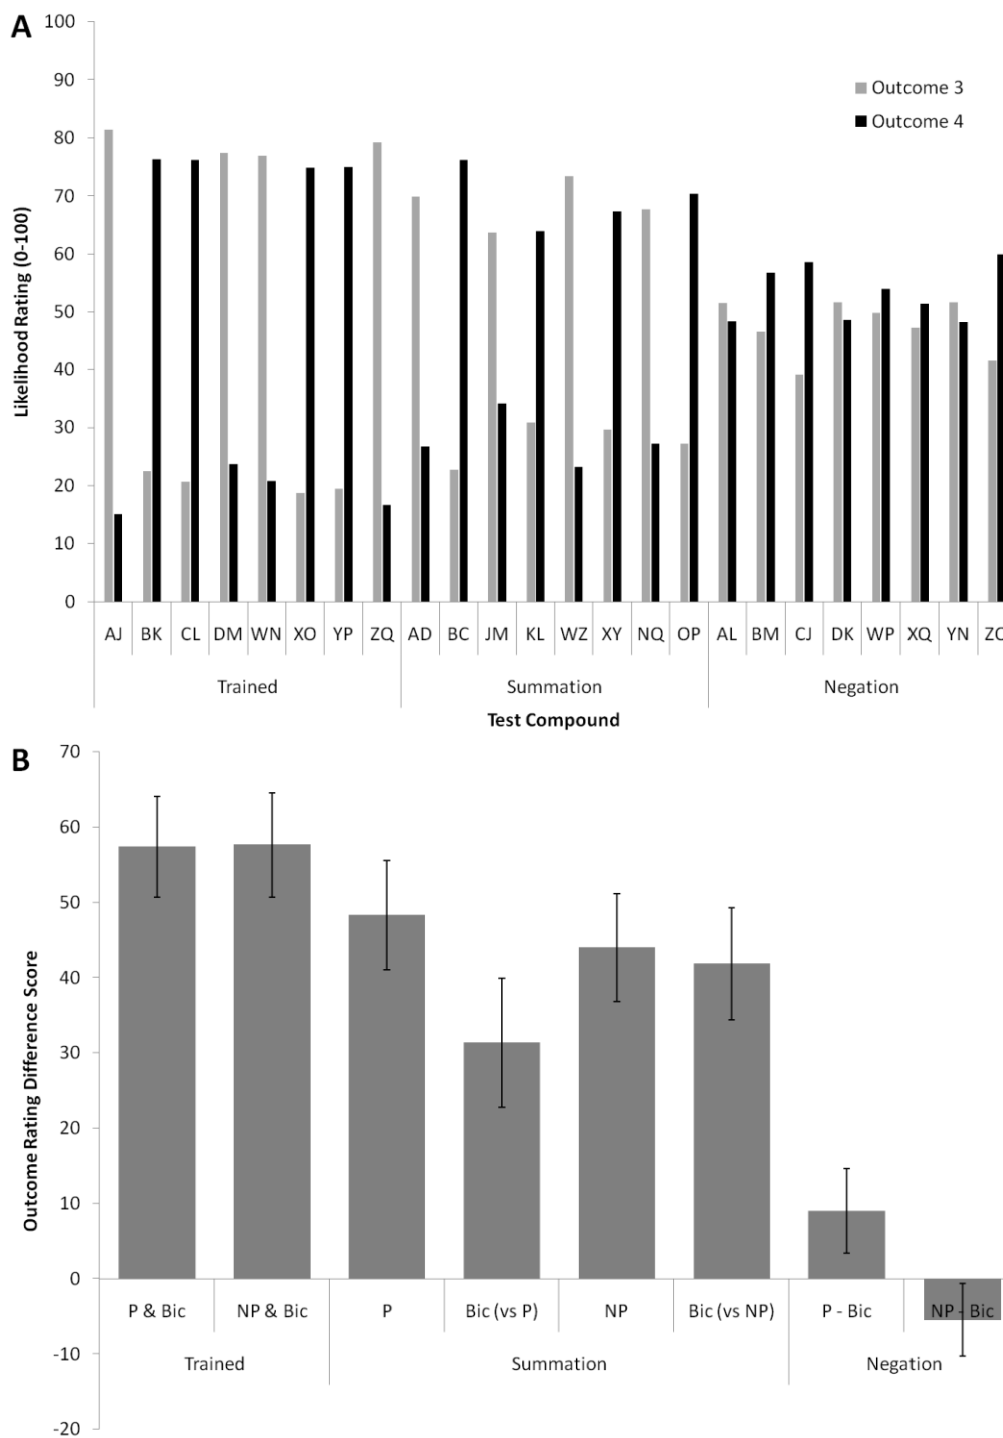 A
100
90
80
70
60
50
40
30
20
10
0
Likelihood Rating (0-100)
Outcome 3
Outcome 4
AJ BK CL DM WN XO YP ZQ AD BC JM KL WZ XY NQ OP AL BM CJ DK WP XQ YN
Trained Summation Negation
Test Compound
B
70
60
50
40
30
20
10
0
-10
-20
Outcome Rating Difference Score
P & Bic NP & Bic P Bic (vs P) NP Bic (vs NP) P - Bic NP - Bic
Trained Summation Negation